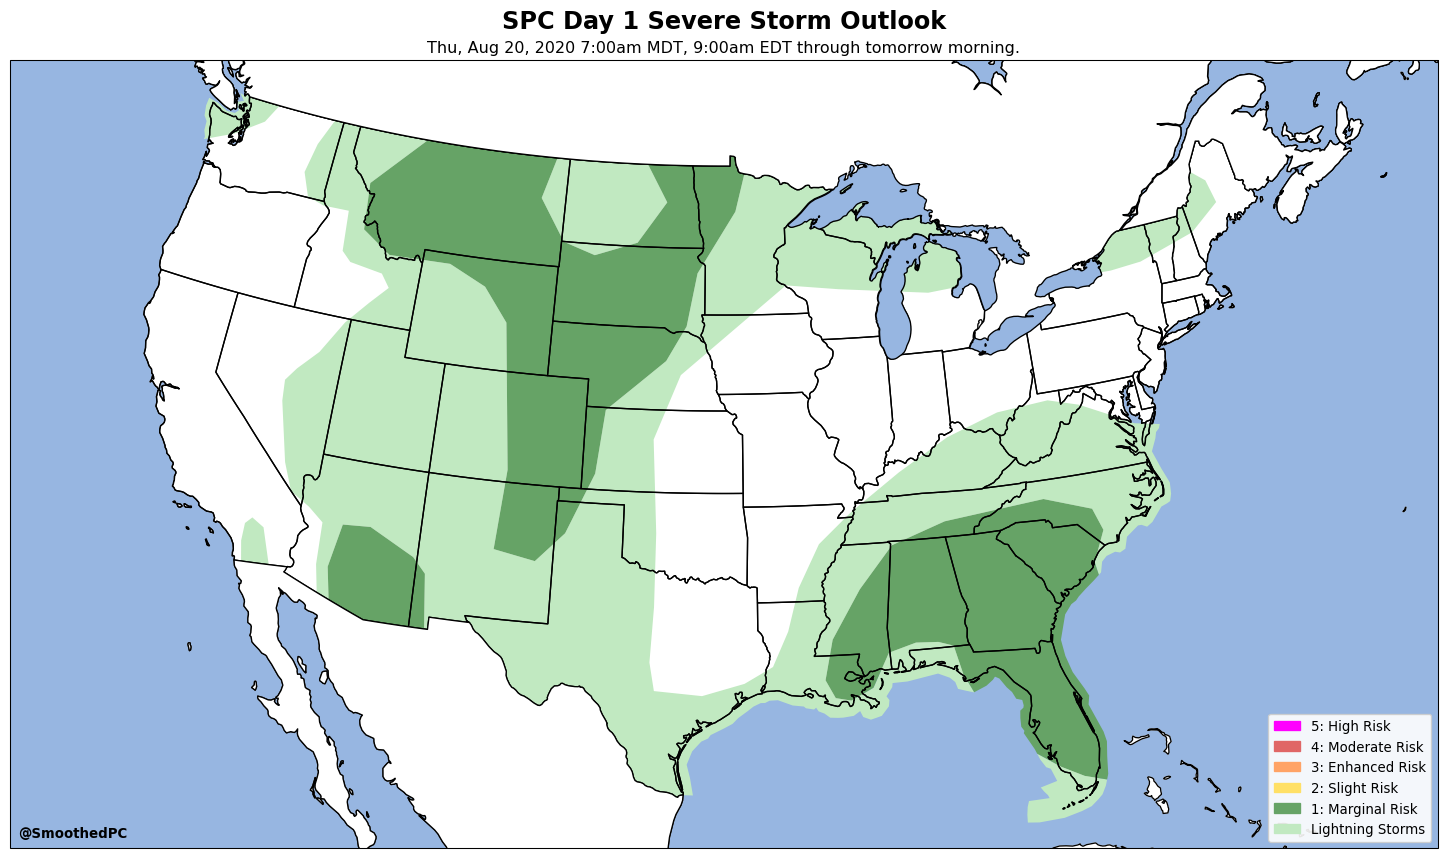 SPC Day 1 Severe Storm Outlook
Thu, Aug 20, 2020 7:00am MDT, 9:00am EDT through tomorrow morning.
5: High Risk
4: Moderate Risk
3: Enhanced Risk
2: Slight Risk
1: Marginal Risk
Lightning Storms
@SmoothedPC